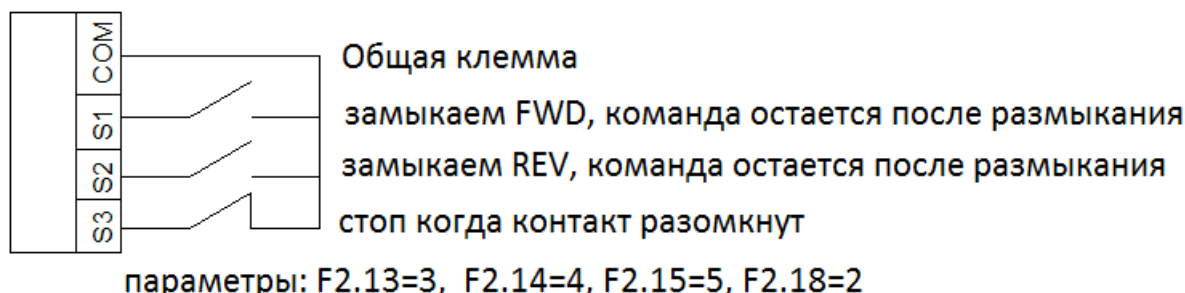 COM Общая клемма
S1 замыкаем FWD, команда остается после размыкания
S2 замыкаем REV, команда остается после размыкания
S3 стоп когда контакт разомкнут
параметры: F2.13=3, F2.14=4, F2.15=5, F2.18=2